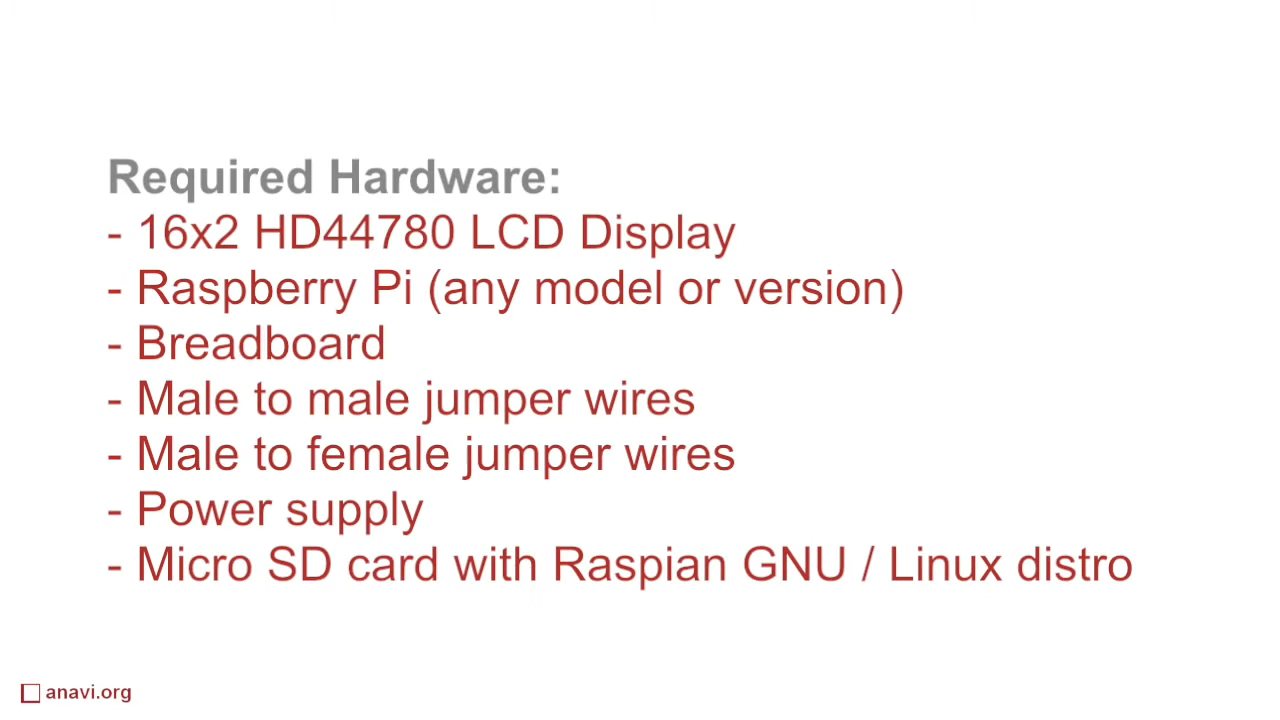 Required Hardware:
- 16x2 HD44780 LCD Display
- Raspberry Pi (any model or version)
- Breadboard
- Male to male jumper wires
- Male to female jumper wires
- Power supply
- Micro SD card with Raspian GNU / Linux distro
anavi.org